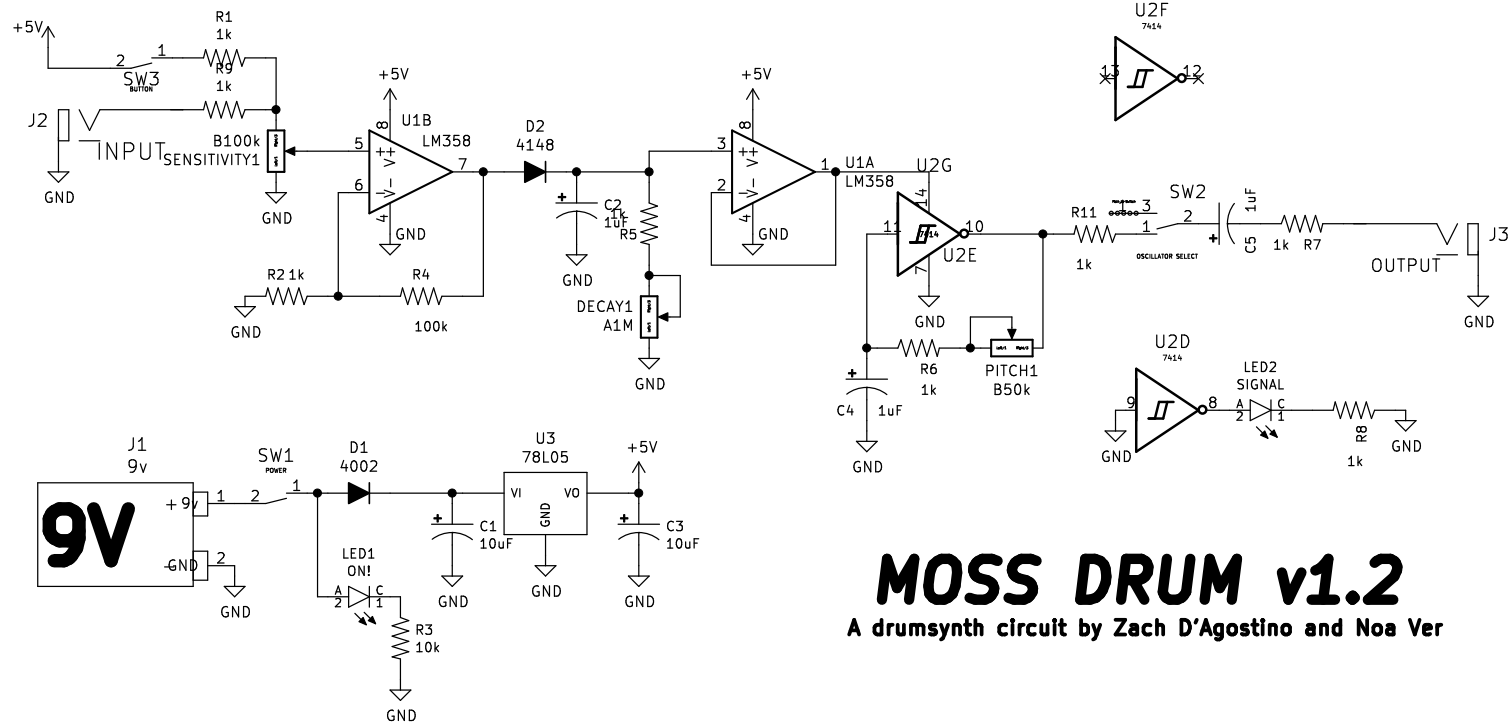 +5V
R1
1k
1
2
SW3
BUTTON
R9
1k
J2
INPUT
GND
B100k
SENSITIVITY1
GND
+5V
8
U1B
LM358
5
++
V
7
6
V-
4
GND
R2 1k
GND
R4
100k
D2
4148
+
C2
1uF
GND
1k
R5
DECAY1
A1M
GND
+5V
8
3
++
V
1
2
V-
4
GND
U1A
LM358
U2G
14
11
7414
10
U2E
7
GND
R6
1k
PITCH1
B50k
+
C4
1uF
GND
R11
1k
3
1
2
SW2
OSCILLATOR SELECT
1uF
+
C5
1k
R7
OUTPUT
J3
GND
U2F
7414
13
12
U2D
7414
9
8
GND
LED2
SIGNAL
A
2
C
1
R8
1k
GND
J1
9v
9V
+9v
1
-GND
2
GND
SW1
POWER
2
1
D1
4002
LED1
ON!
A
2
C
1
R3
10k
GND
+
C1
10uF
GND
U3
78L05
VI
VO
GND
GND
+5V
+
C3
10uF
GND
MOSS DRUM v1.2
A drumsynth circuit by Zach D'Agostino and Noa Ver